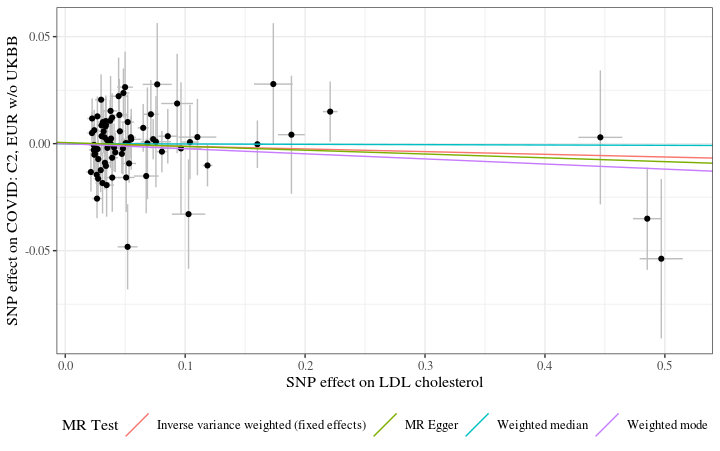 SNP effect on COVID: C2, EUR w/o UKBB
0.05
0.00
-0.05
0.0 0.1 0.2 0.3 0.4 0.5
SNP effect on LDL cholesterol
MR Test Inverse variance weighted (fixed effects) MR Egger Weighted median Weighted mode